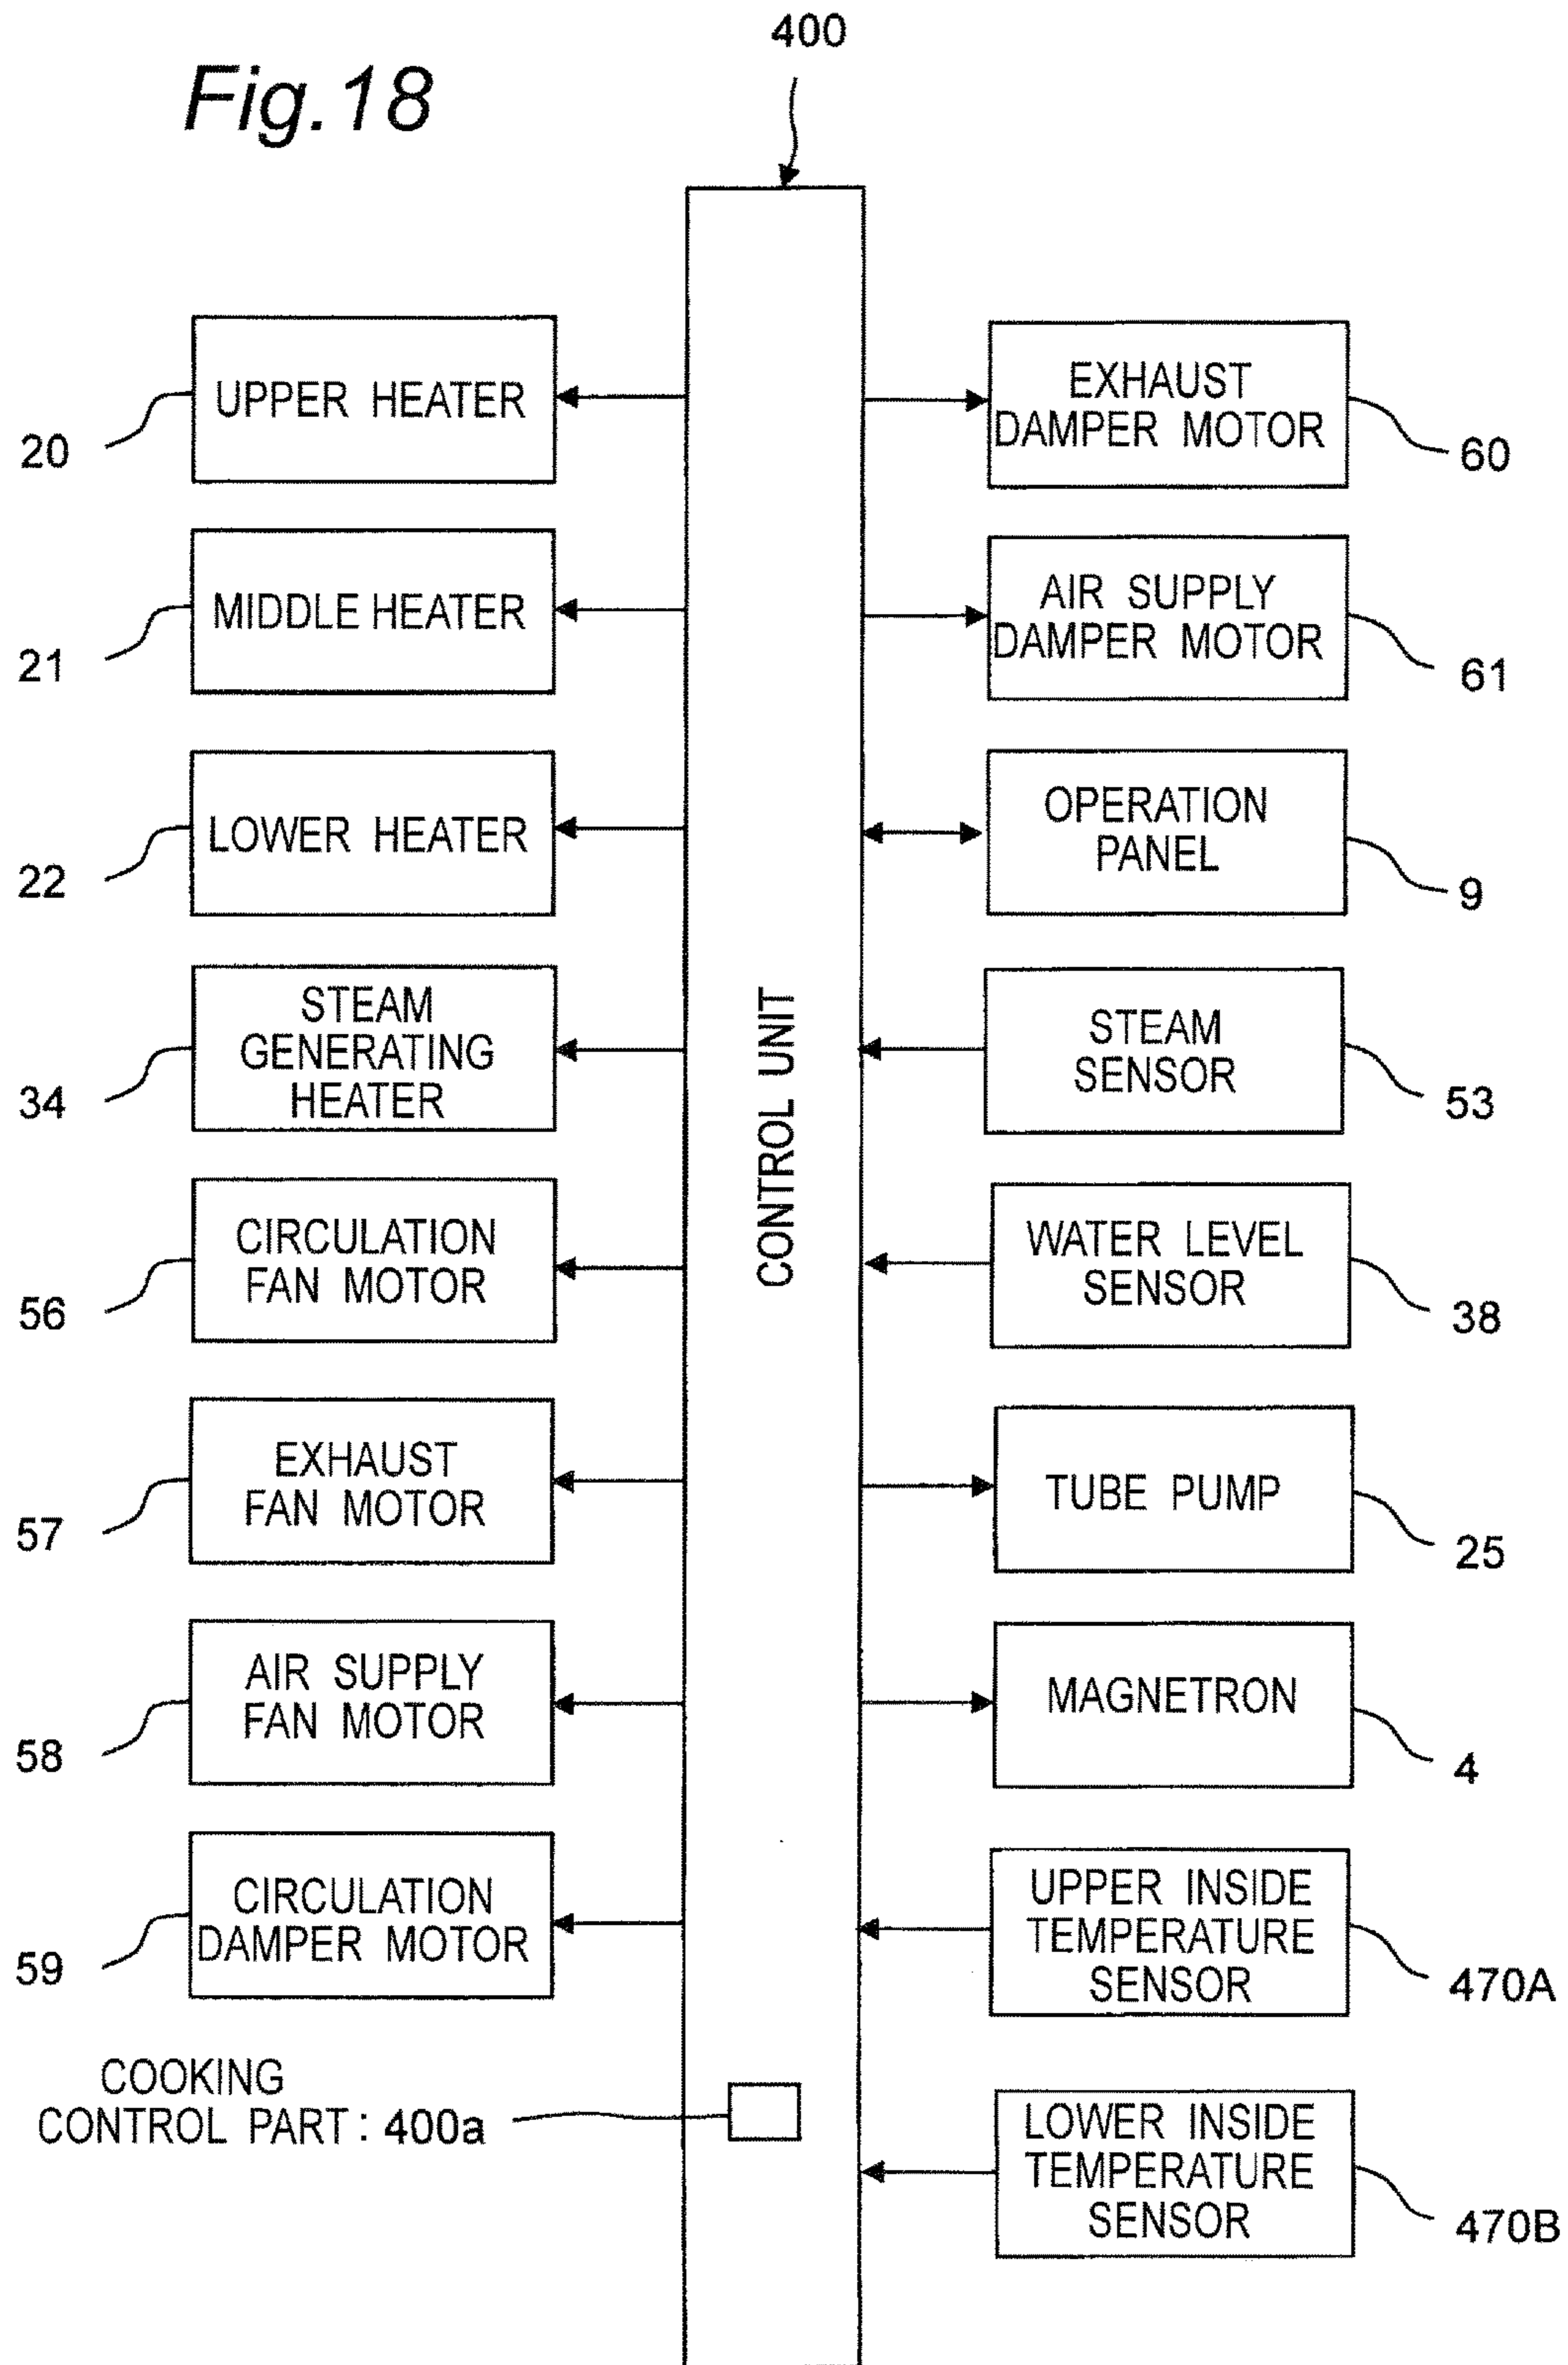 Fig.18
400
UPPER HEATER
20
MIDDLE HEATER
21
LOWER HEATER
22
STEAM
GENERATING
HEATER
34
CIRCULATION
FAN MOTOR
56
EXHAUST
FAN MOTOR
57
AIR SUPPLY
FAN MOTOR
58
CIRCULATION
DAMPER MOTOR
59
COOKING
CONTROL PART: 400a
CONTROL UNIT
EXHAUST
DAMPER MOTOR
60
AIR SUPPLY
DAMPER MOTOR
61
OPERATION
PANEL
9
STEAM
SENSOR
53
WATER LEVEL
SENSOR
38
TUBE PUMP
25
MAGNETRON
4
UPPER INSIDE
TEMPERATURE
SENSOR
470A
LOWER INSIDE
TEMPERATURE
SENSOR
470B